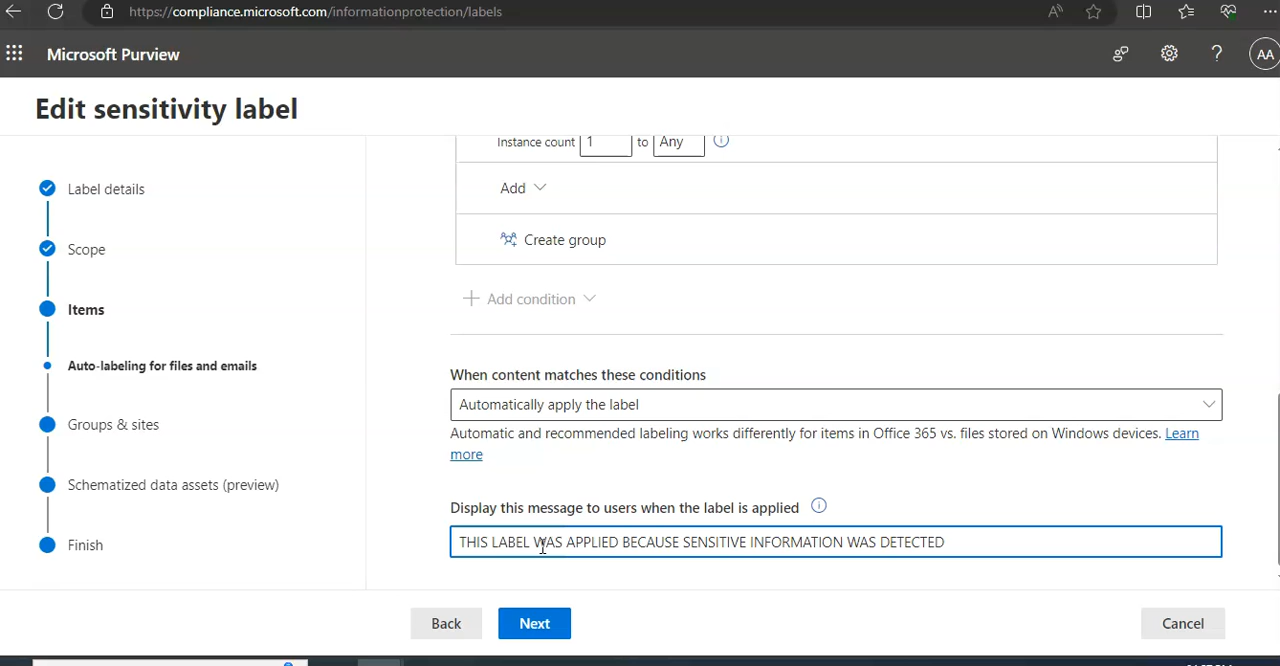 https://compliance.microsoft.com/informationprotection/labels
Microsoft Purview
AA
Edit sensitivity label
Instance count 1 to Any
Label details
Add
Scope
Create group
Add condition
Items
Auto-labeling for files and emails
When content matches these conditions
Automatically apply the label
Groups & sites
Automatic and recommended labeling works differently for items in Office 365 vs. files stored on Windows devices. Learn
more
Schematized data assets (preview)
Display this message to users when the label is applied
Finish
THIS LABEL WAS APPLIED BECAUSE SENSITIVE INFORMATION WAS DETECTED
Back
Next
Cancel